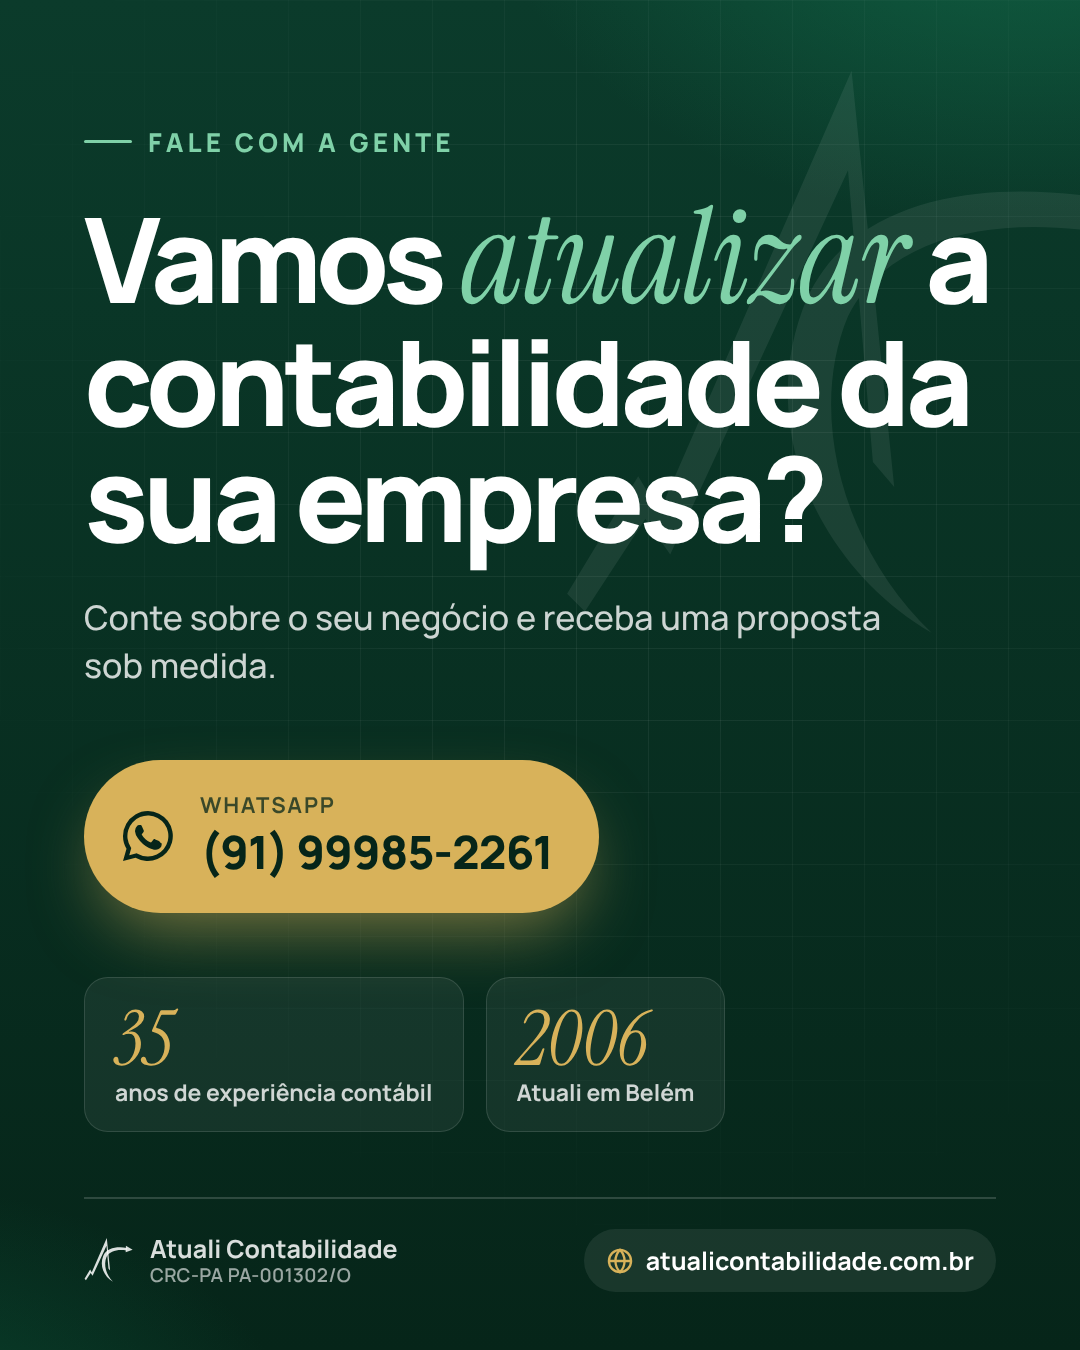 FALE COM A GENTE
Vamos atualizar a
contabilidade da
sua empresa?
Conte sobre o seu negócio e receba uma proposta
sob medida.
WHATSAPP
(91) 99985-2261
35
anos de experiência contábil
2006
Atuali em Belém
Atuali Contabilidade
CRC-PA PA-001302/O
atualicontabilidade.com.br